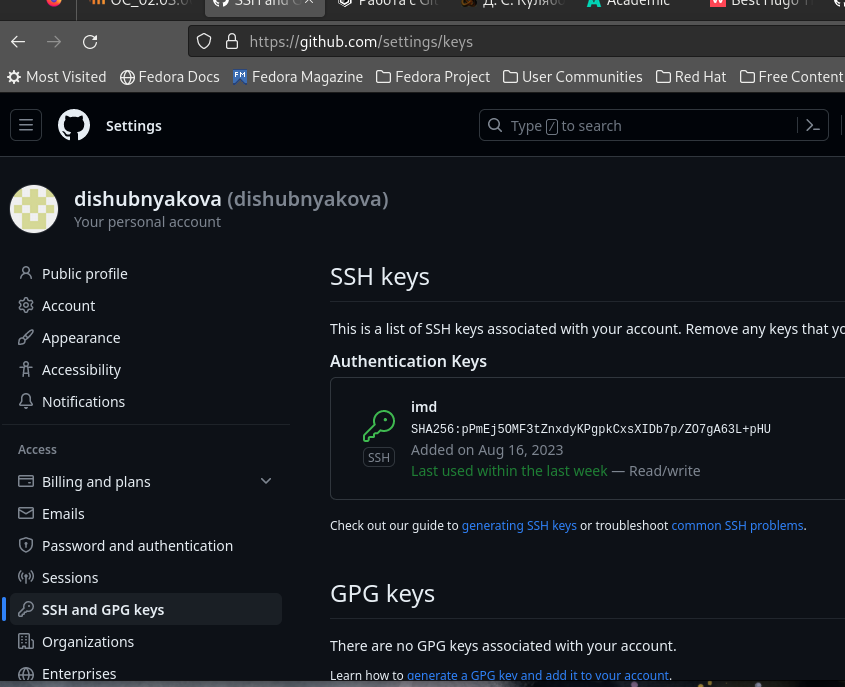 SSH and G
Работа с Gi
Academic
Best Hugo T
https://github.com/settings/keys
Most Visited Fedora Docs FM Fedora Magazine Fedora Project User Communities Red Hat Free Content
Settings
Type / to search
dishubnyakova (dishubnyakova)
Your personal account
Public profile
Account
Appearance
Accessibility
Notifications
Access
Billing and plans
Emails
Password and authentication
Sessions
SSH and GPG keys
Organizations
Enterprises
SSH keys
This is a list of SSH keys associated with your account. Remove any keys that yo
Authentication Keys
imd
SHA256:pPmEj5OMF3tZnxdyKPgpkCxsXIDb7p/ZO7gA63L+pHU
SSH
Added on Aug 16, 2023
Last used within the last week — Read/write
Check out our guide to generating SSH keys or troubleshoot common SSH problems.
GPG keys
There are no GPG keys associated with your account.
Learn how to generate a GPG key and add it to your account.